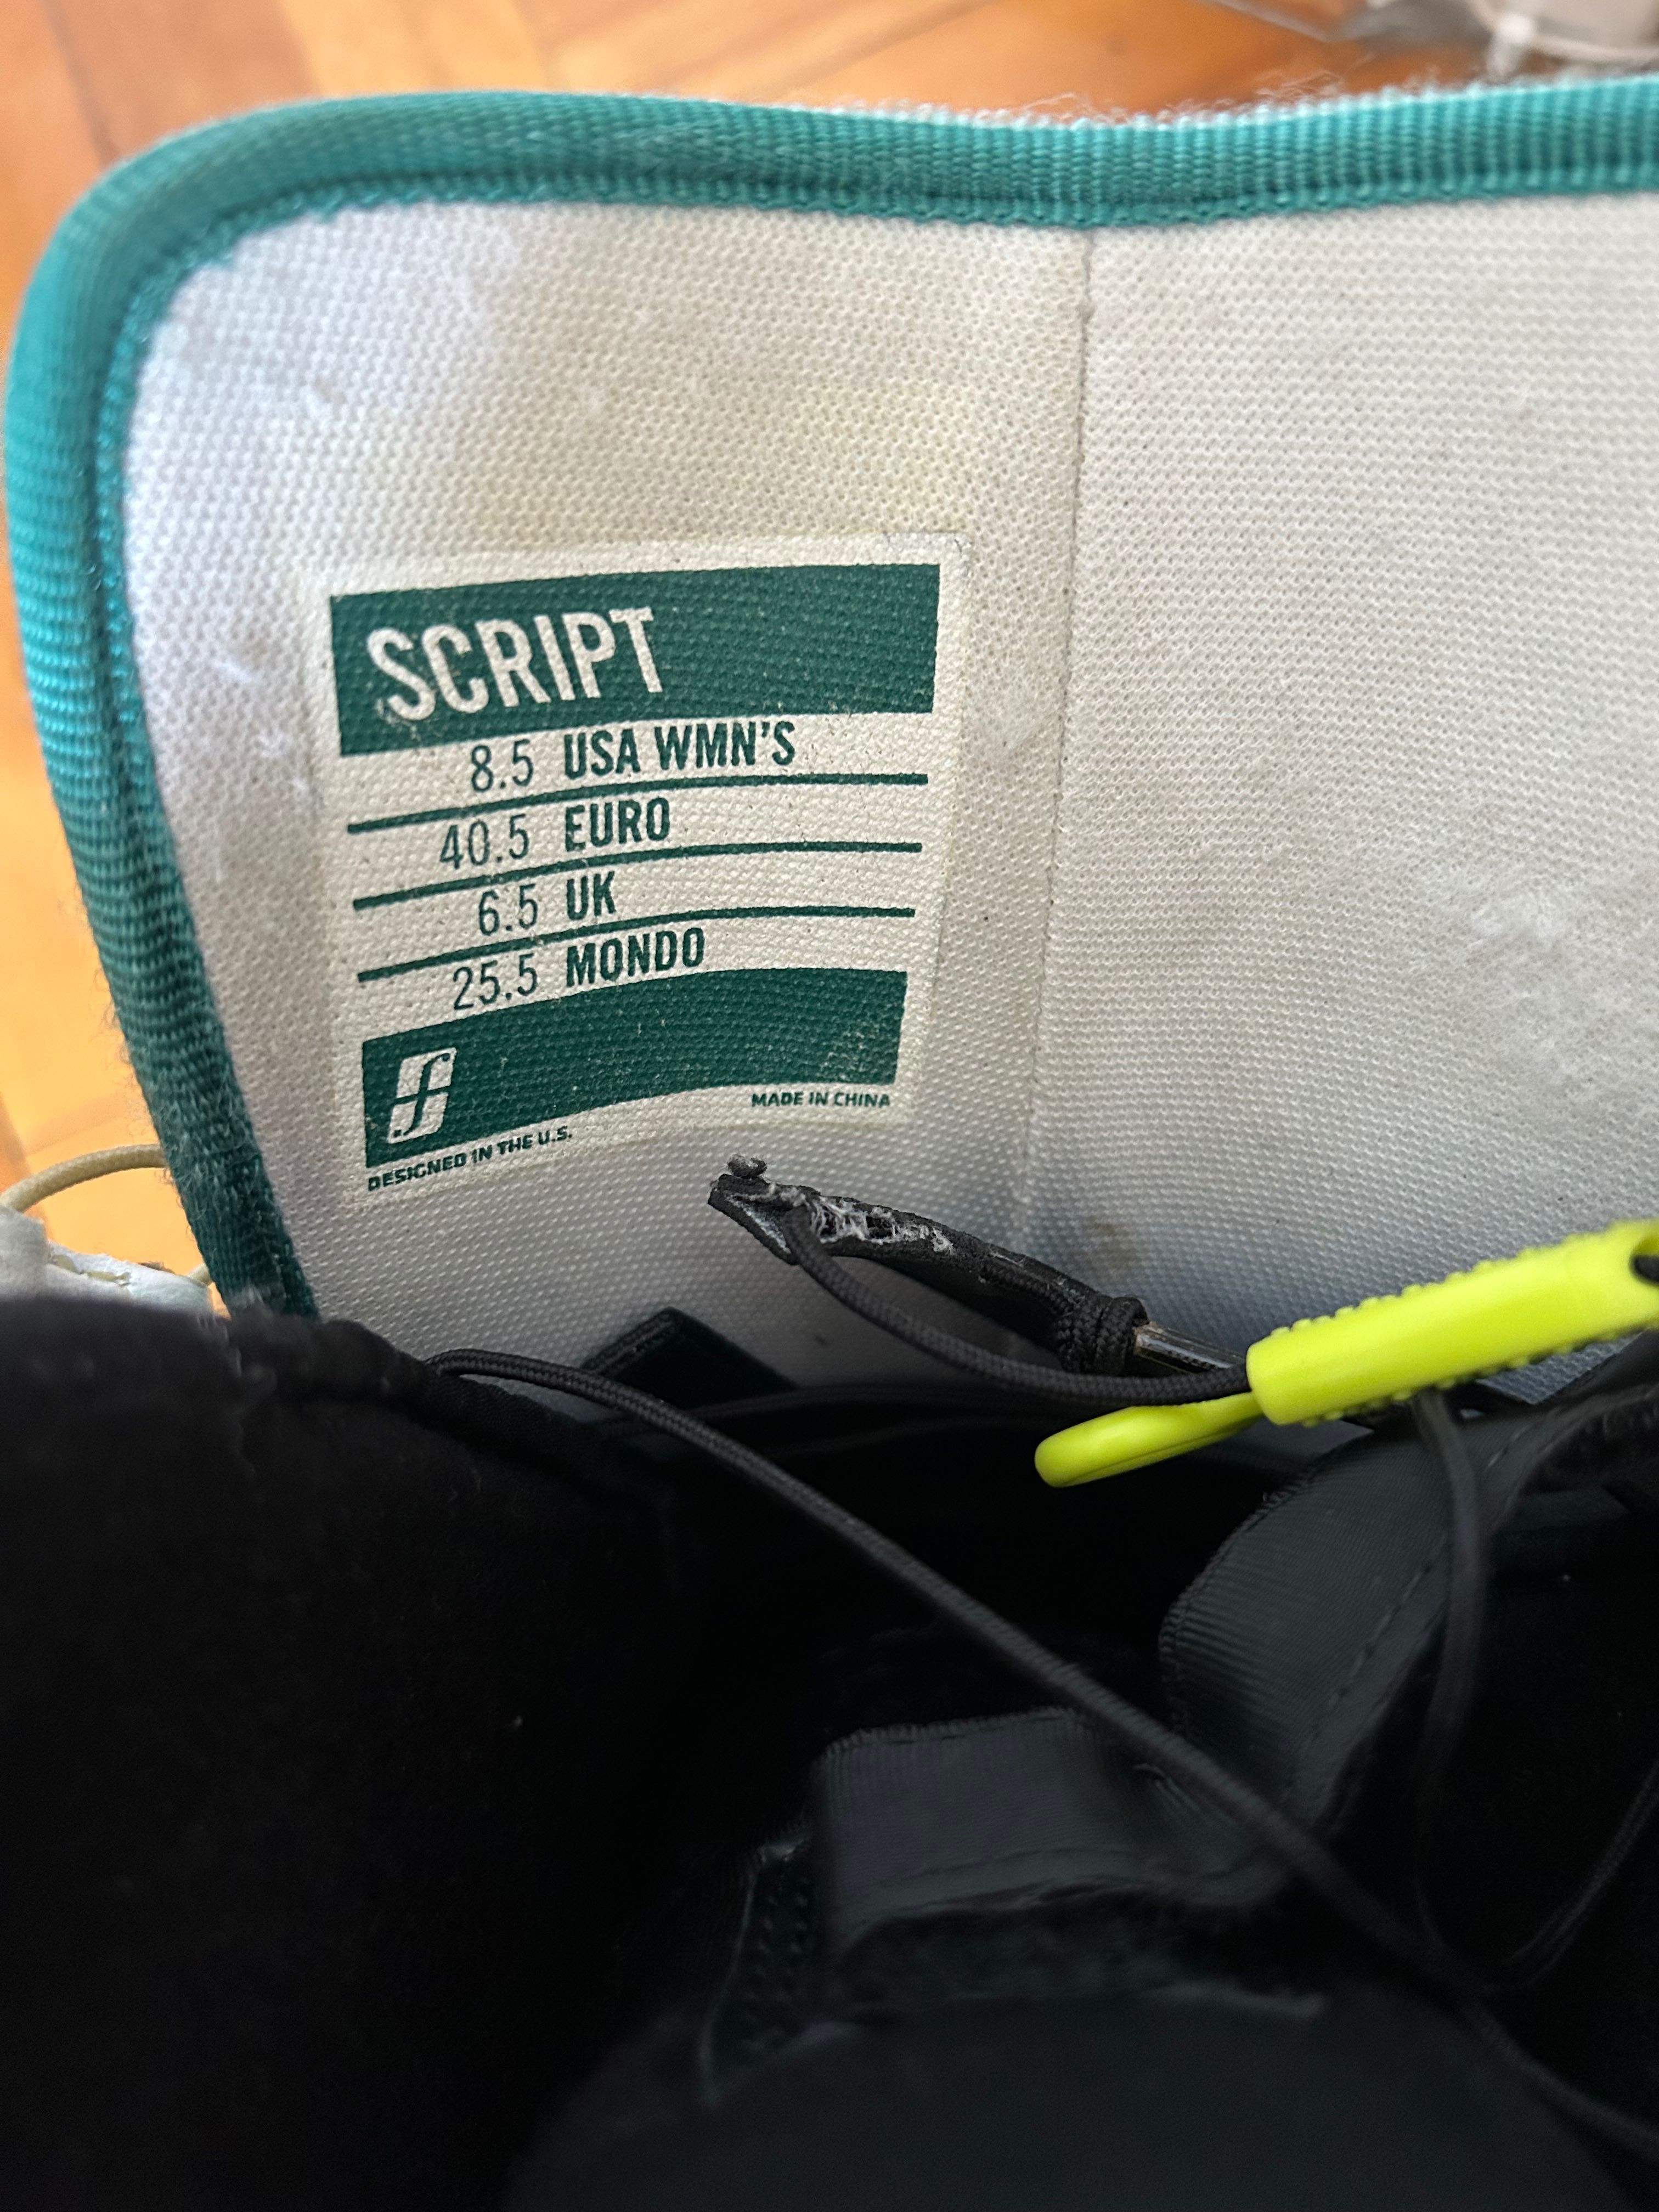 SCRIPT
8.5 USA WMN'S
40.5 EURO
6.5 UK
25.5 MONDO
DESIGNED IN THE U.S.
MADE IN CHINA